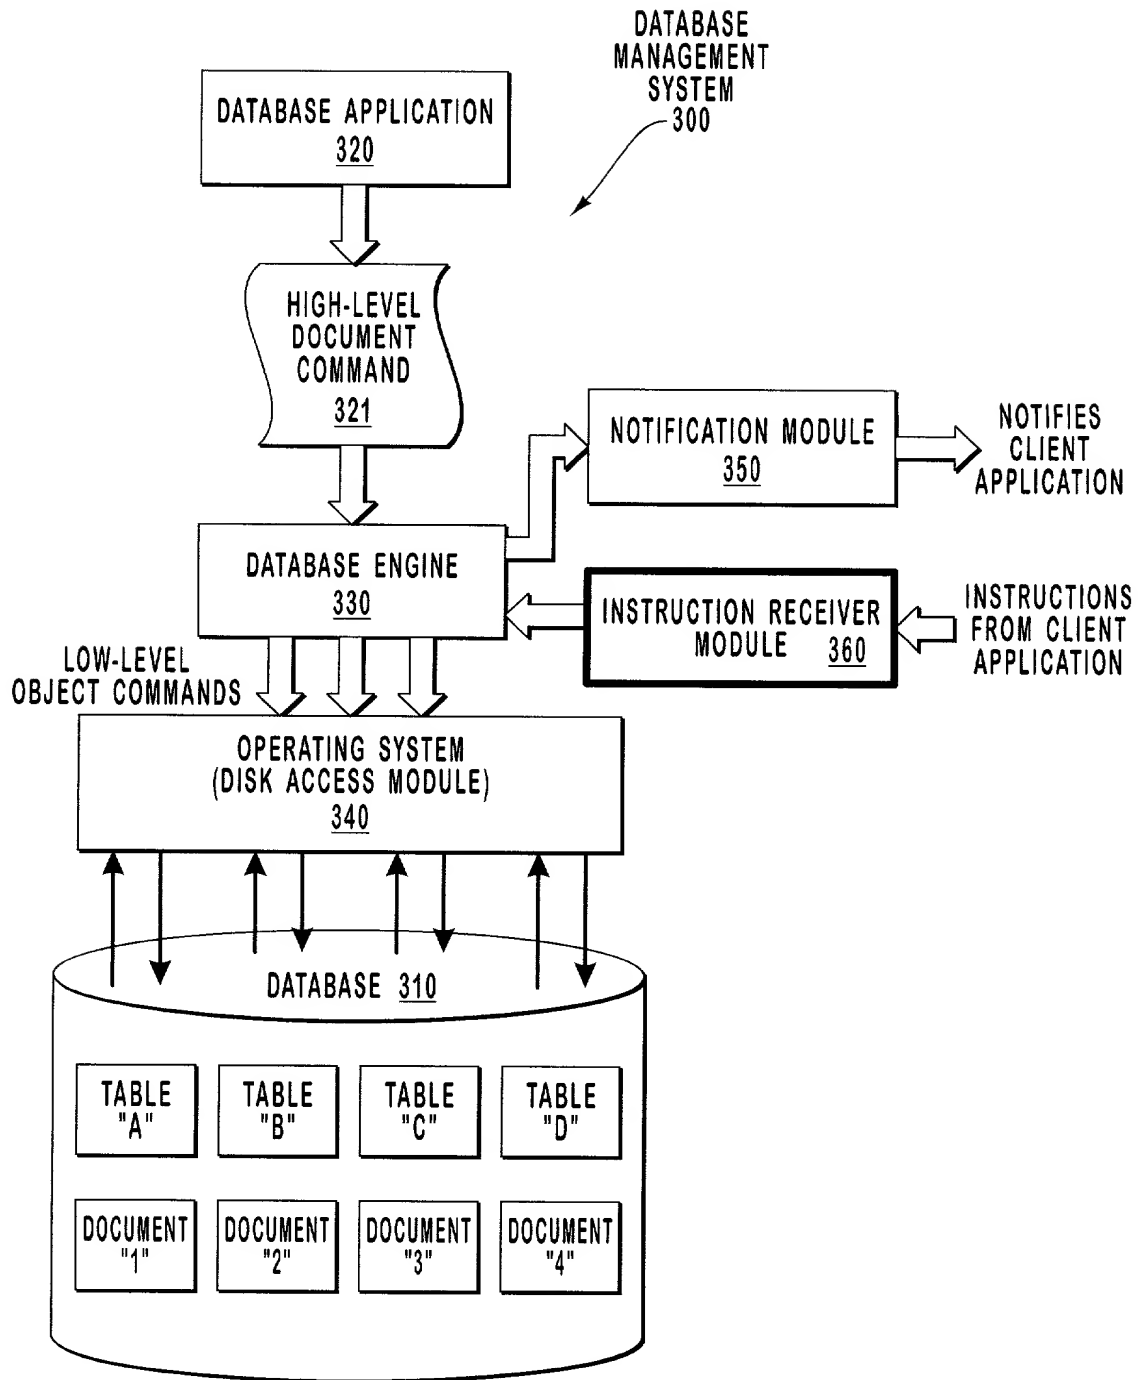 DATABASE
MANAGEMENT
SYSTEM
300
DATABASE APPLICATION
320
HIGH-LEVEL
DOCUMENT
COMMAND
321
NOTIFICATION MODULE
350
NOTIFIES
CLIENT
APPLICATION
DATABASE ENGINE
330
INSTRUCTION RECEIVER
MODULE 360
INSTRUCTIONS
FROM CLIENT
APPLICATION
LOW-LEVEL
OBJECT COMMANDS
OPERATING SYSTEM
(DISK ACCESS MODULE)
340
DATABASE 310
TABLE
"A"
TABLE
"B"
TABLE
"C"
TABLE
"D"
DOCUMENT
"1"
DOCUMENT
"2"
DOCUMENT
"3"
DOCUMENT
"4"